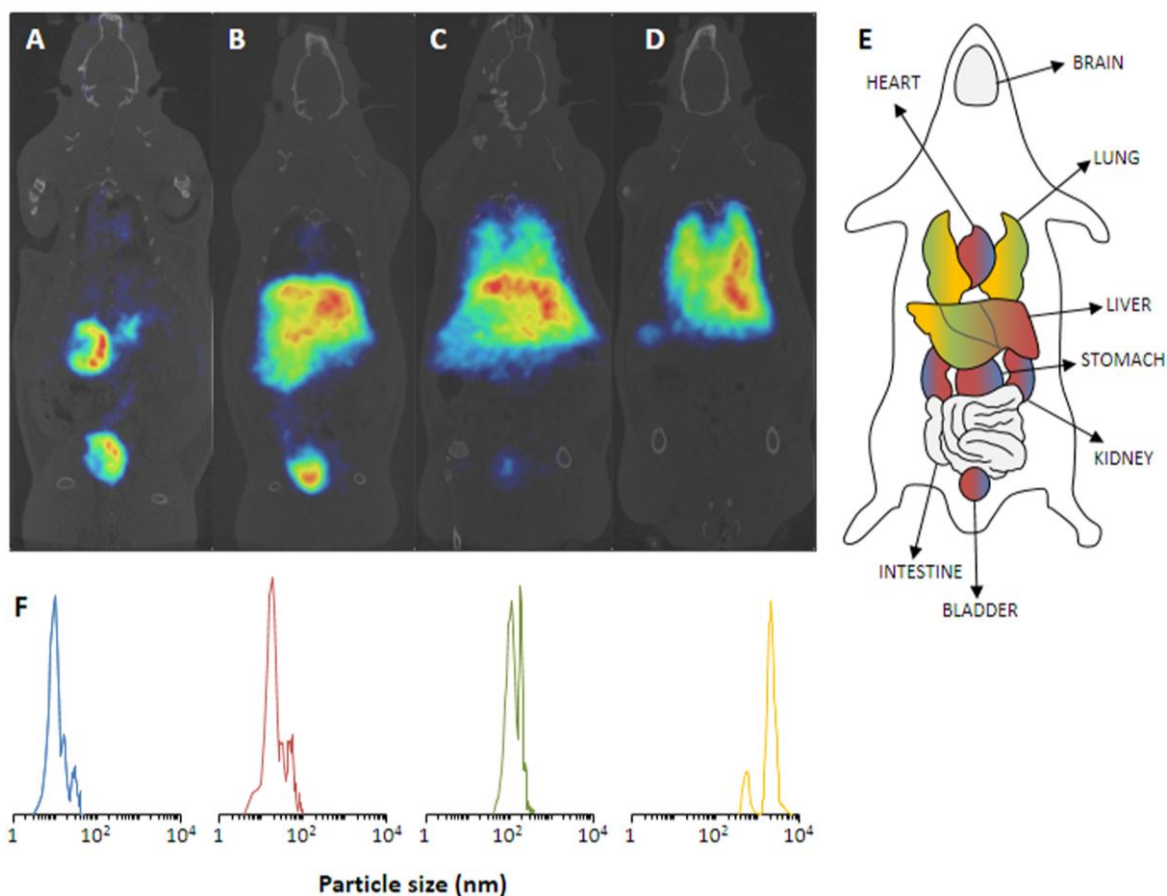 A
B
C
D
E
BRAIN
HEART
LUNG
LIVER
STOMACH
KIDNEY
INTESTINE
BLADDER
F
1 10² 10⁴ 1 10² 10⁴ 1 10² 10⁴ 1 10² 10⁴
Particle size (nm)